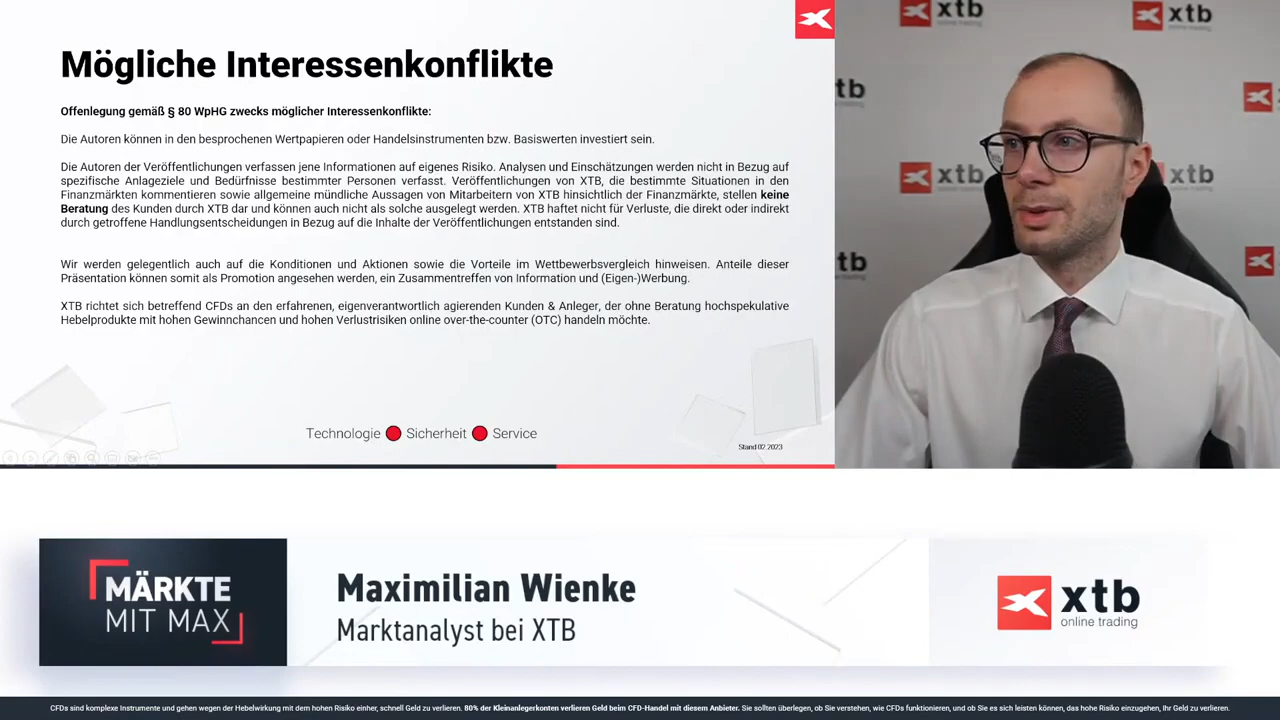 Mögliche Interessenkonflikte
Offenlegung gemäß § 80 WpHG zwecks möglicher Interessenkonflikte:
Die Autoren können in den besprochenen Wertpapieren oder Handelsinstrumenten bzw. Basiswerten investiert sein.
Die Autoren der Veröffentlichungen verfassen jene Informationen auf eigenes Risiko. Analysen und Einschätzungen werden nicht in Bezug auf
spezifische Anlageziele und Bedürfnisse bestimmter Personen verfasst. Veröffentlichungen von XTB, die bestimmte Situationen in den
Finanzmärkten kommentieren sowie allgemeine mündliche Aussagen von Mitarbeitern von XTB hinsichtlich der Finanzmärkte, stellen keine
Beratung des Kunden durch XTB dar und können auch nicht als solche ausgelegt werden. XTB haftet nicht für Verluste, die direkt oder indirekt
durch getroffene Handlungsentscheidungen in Bezug auf die Inhalte der Veröffentlichungen entstanden sind.
Wir werden gelegentlich auch auf die Konditionen und Aktionen sowie die Vorteile im Wettbewerbsvergleich hinweisen. Anteile dieser
Präsentation können somit als Promotion angesehen werden, ein Zusammentreffen von Information und (Eigen-)Werbung.
XTB richtet sich betreffend CFDs an den erfahrenen, eigenverantwortlich agierenden Kunden & Anleger, der ohne Beratung hochspekulative
Hebelprodukte mit hohen Gewinnchancen und hohen Verlustrisiken online over-the-counter (OTC) handeln möchte.
Technologie Sicherheit Service
Stand 02.2023
xtb
online trading
xtb
online trading
tb
trading
xtb
xtb
tb
trading
MÄRKTE
MIT MAX
Maximilian Wienke
Marktanalyst bei XTB
xtb
online trading
CFDs sind komplexe Instrumente und gehen wegen der Hebelwirkung mit dem hohen Risiko einher, schnell Geld zu verlieren. 80% der Kleinanlegerkonten verlieren Geld beim CFD-Handel mit diesem Anbieter. Sie sollten überlegen, ob Sie verstehen, wie CFDs funktionieren, und ob Sie es sich leisten können, das hohe Risiko einzugehen, Ihr Geld zu verlieren.